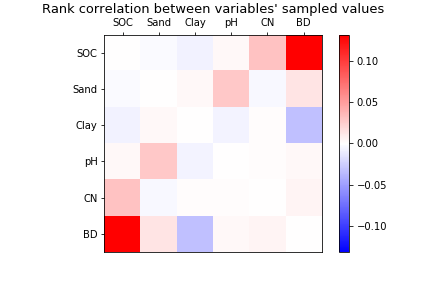 Rank correlation between variables' sampled values
SOC Sand Clay pH CN BD
SOC
Sand
Clay
pH
CN
BD
0.10
0.05
0.00
−0.05
−0.10